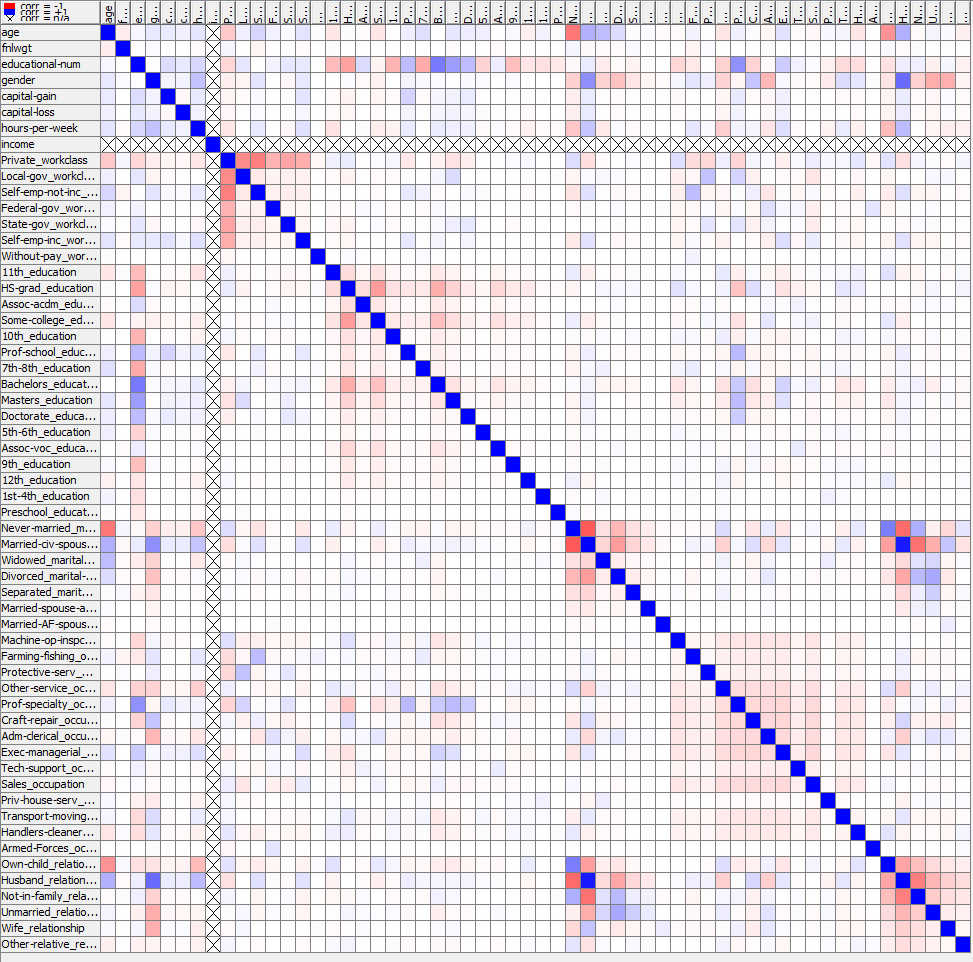 corr = -1
corr = +1
corr = n/a
age
age
fnlwgt
educational-num
gender
capital-gain
capital-loss
hours-per-week
income
Private_workclass
Local-gov_workcl...
Self-emp-not-inc_...
Federal-gov_wor...
State-gov_workcl...
Self-emp-inc_wor...
Without-pay_wor...
11th_education
HS-grad_education
Assoc-acdm_edu...
Some-college_ed...
10th_education
Prof-school_educ...
7th-8th_education
Bachelors_educat...
Masters_education
Doctorate_educa...
5th-6th_education
Assoc-voc_educa...
9th_education
12th_education
1st-4th_education
Preschool_educat...
Never-married_m...
Married-civ-spous...
Widowed_marital...
Divorced_marital-...
Separated_marit...
Married-spouse-a...
Married-AF-spous...
Machine-op-inspc...
Farming-fishing_o...
Protective-serv_...
Other-service_oc...
Prof-specialty_oc...
Craft-repair_occu...
Adm-clerical_occu...
Exec-managerial_...
Tech-support_oc...
Sales_occupation
Priv-house-serv_...
Transport-moving...
Handlers-cleaner...
Armed-Forces_oc...
Own-child_relatio...
Husband_relation...
Not-in-family_rela...
Unmarried_relatio...
Wife_relationship
Other-relative_re...